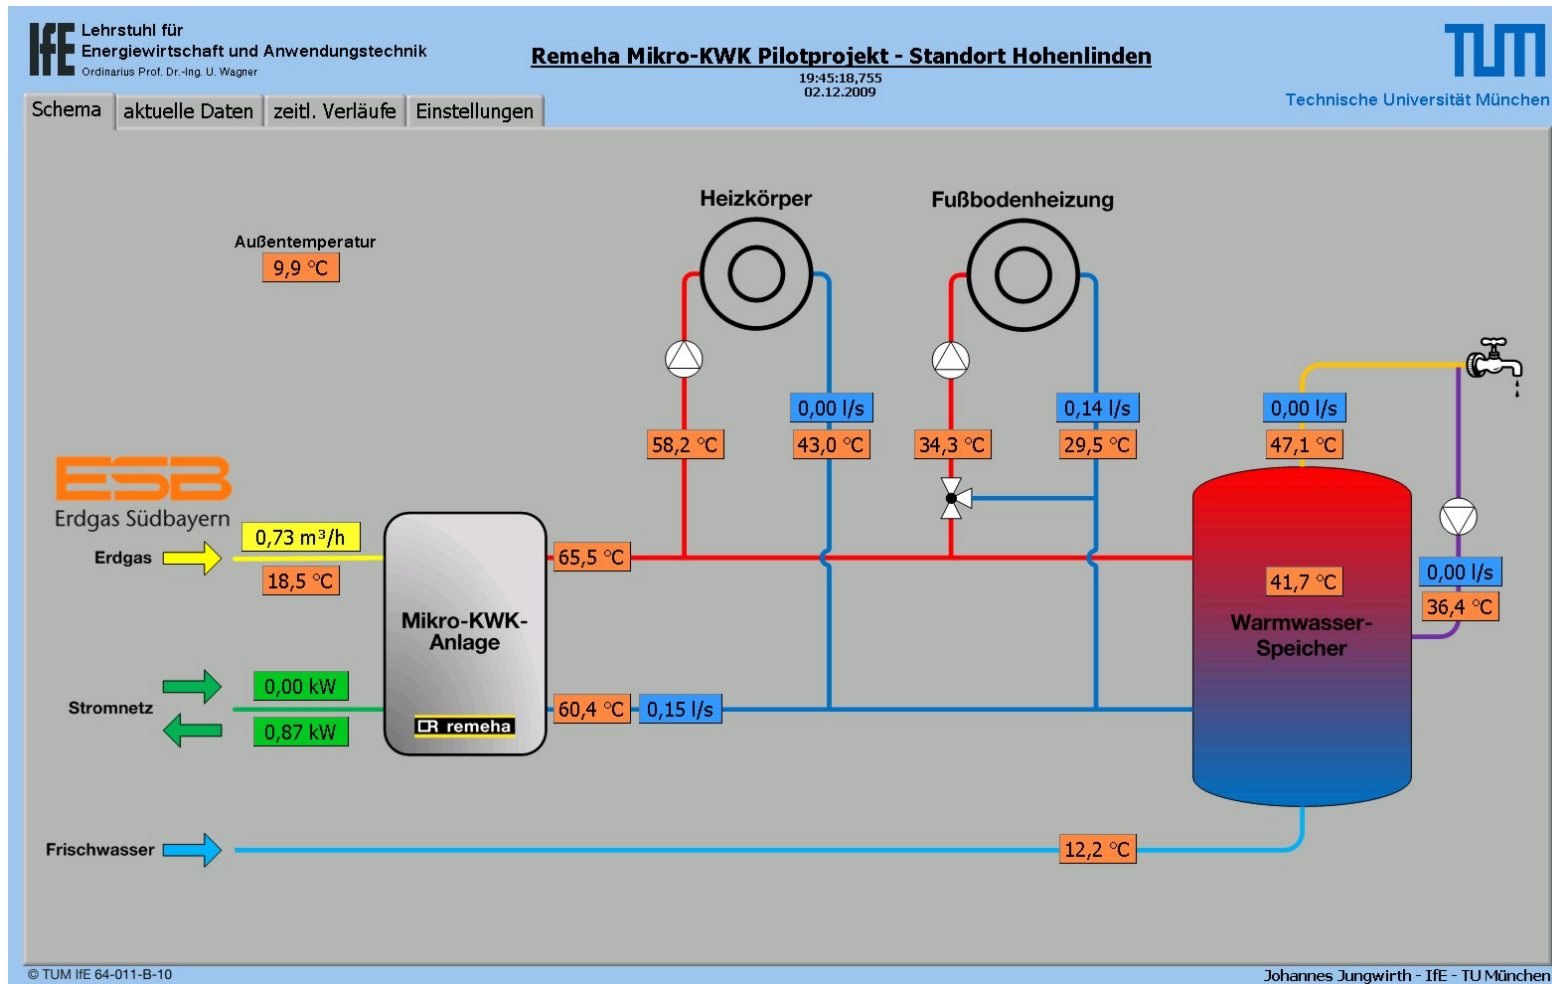 IfE
Lehrstuhl für
Energiewirtschaft und Anwendungstechnik
Ordinarius Prof. Dr.-Ing. U. Wagner
Remeha Mikro-KWK Pilotprojekt - Standort Hohenlinden
19:45:18,755
02.12.2009
TUM
Technische Universität München
Schema
aktuelle Daten
zeitl. Verläufe
Einstellungen
Heizkörper
Fußbodenheizung
Außentemperatur
9,9 °C
0,00 l/s
0,14 l/s
0,00 l/s
58,2 °C
43,0 °C
34,3 °C
29,5 °C
47,1 °C
ESB
Erdgas Südbayern
0,73 m³/h
Erdgas
18,5 °C
65,5 °C
41,7 °C
0,00 l/s
36,4 °C
Mikro-KWK-
Anlage
Warmwasser-
Speicher
0,00 kW
Stromnetz
0,87 kW
remeha
60,4 °C
0,15 l/s
Frischwasser
12,2 °C
© TUM IfE 64-011-B-10
Johannes Jungwirth - IfE - TU München